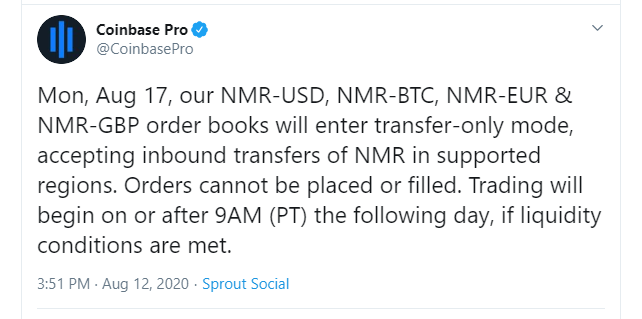 Coinbase Pro
@CoinbasePro
Mon, Aug 17, our NMR-USD, NMR-BTC, NMR-EUR &
NMR-GBP order books will enter transfer-only mode,
accepting inbound transfers of NMR in supported
regions. Orders cannot be placed or filled. Trading will
begin on or after 9AM (PT) the following day, if liquidity
conditions are met.
3:51 PM · Aug 12, 2020 · Sprout Social